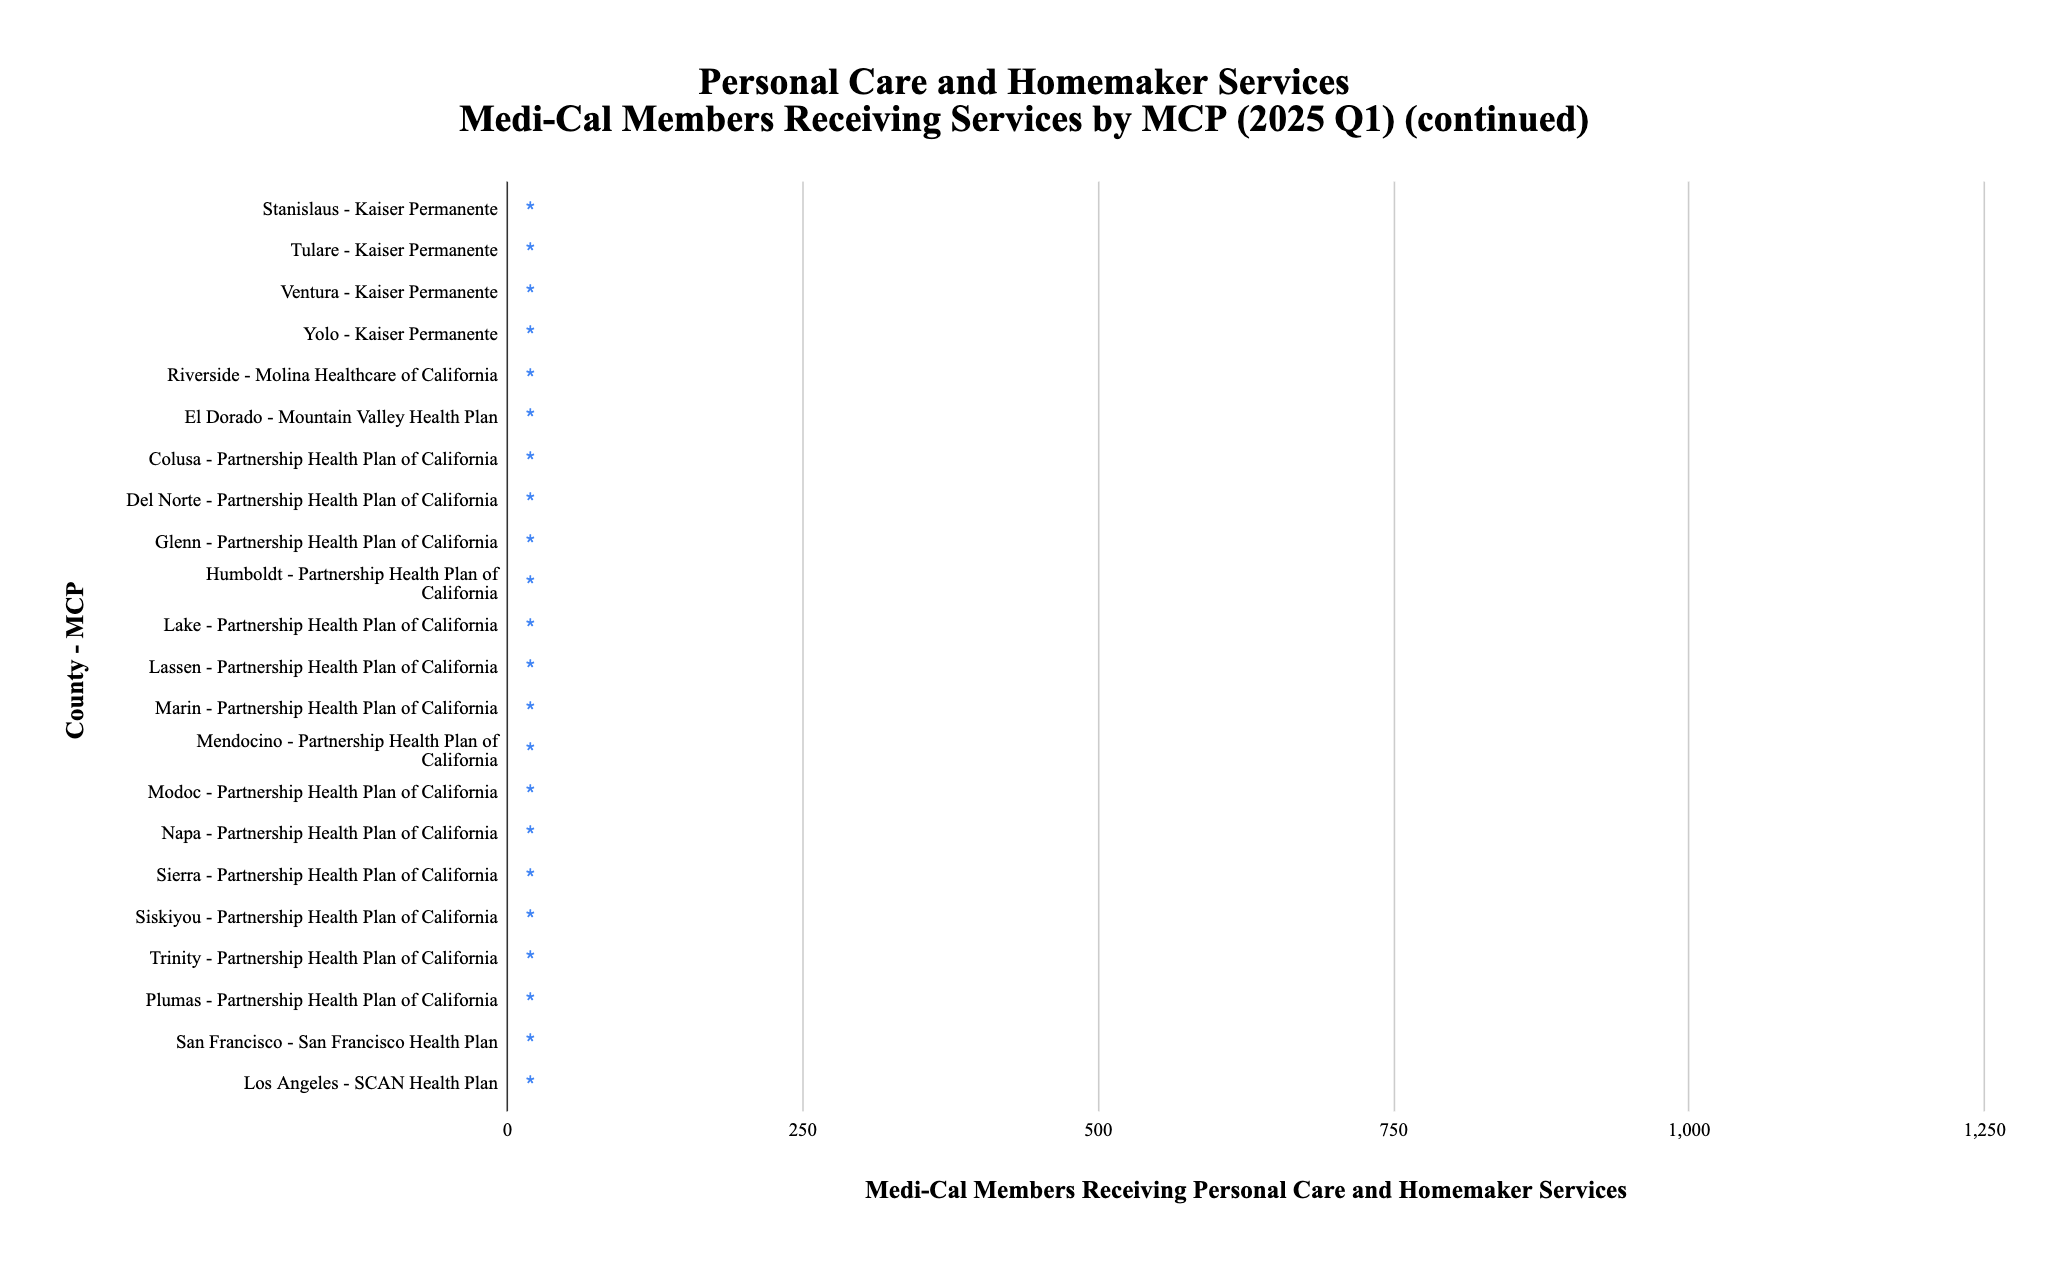 Personal Care and Homemaker Services
Medi-Cal Members Receiving Services by MCP (2025 Q1) (continued)
County - MCP
Stanislaus - Kaiser Permanente *
Tulare - Kaiser Permanente *
Ventura - Kaiser Permanente *
Yolo - Kaiser Permanente *
Riverside - Molina Healthcare of California *
El Dorado - Mountain Valley Health Plan *
Colusa - Partnership Health Plan of California *
Del Norte - Partnership Health Plan of California *
Glenn - Partnership Health Plan of California *
Humboldt - Partnership Health Plan of
California *
Lake - Partnership Health Plan of California *
Lassen - Partnership Health Plan of California *
Marin - Partnership Health Plan of California *
Mendocino - Partnership Health Plan of
California *
Modoc - Partnership Health Plan of California *
Napa - Partnership Health Plan of California *
Sierra - Partnership Health Plan of California *
Siskiyou - Partnership Health Plan of California *
Trinity - Partnership Health Plan of California *
Plumas - Partnership Health Plan of California *
San Francisco - San Francisco Health Plan *
Los Angeles - SCAN Health Plan *
0 250 500 750 1,000 1,250
Medi-Cal Members Receiving Personal Care and Homemaker Services